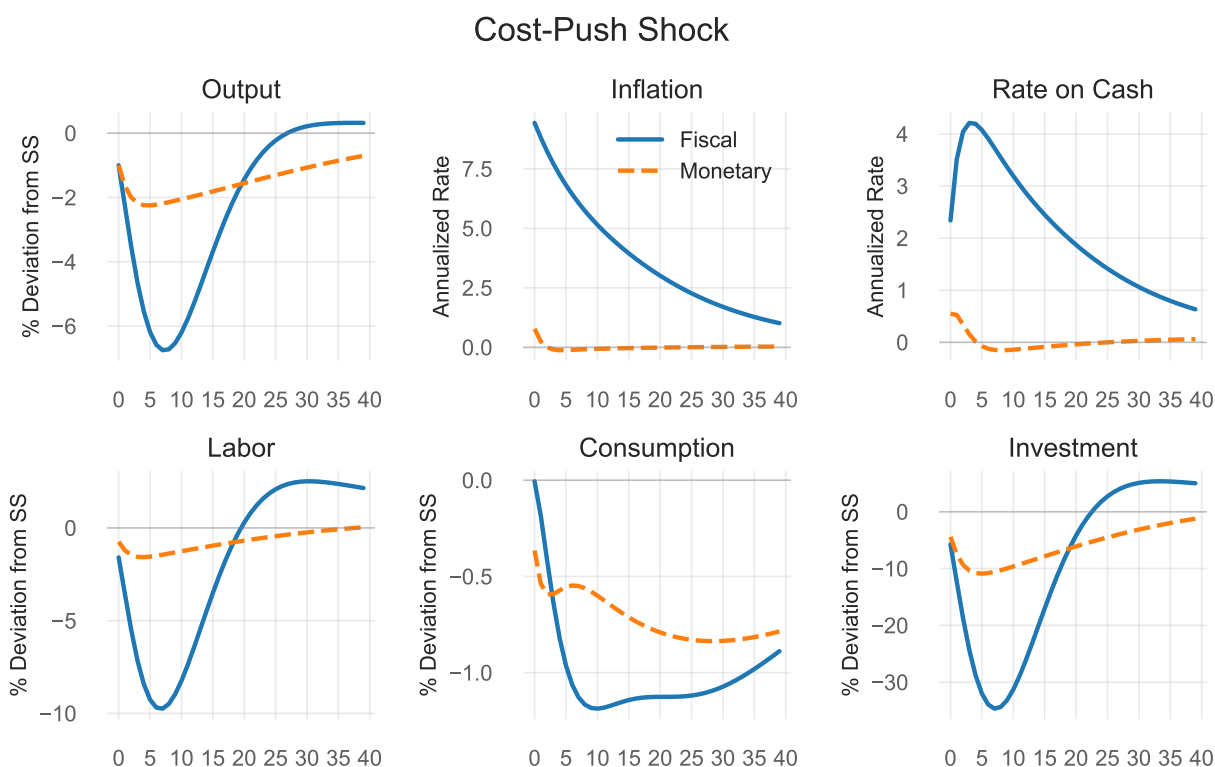 Cost-Push Shock
Output
Inflation
Rate on Cash
% Deviation from SS
0
−2
−4
−6
0 5 10 15 20 25 30 35 40
Annualized Rate
7.5
5.0
2.5
0.0
Fiscal
Monetary
0 5 10 15 20 25 30 35 40
Annualized Rate
4
3
2
1
0
0 5 10 15 20 25 30 35 40
Labor
Consumption
Investment
% Deviation from SS
0
−5
−10
0 5 10 15 20 25 30 35 40
% Deviation from SS
0.0
−0.5
−1.0
0 5 10 15 20 25 30 35 40
% Deviation from SS
0
−10
−20
−30
0 5 10 15 20 25 30 35 40